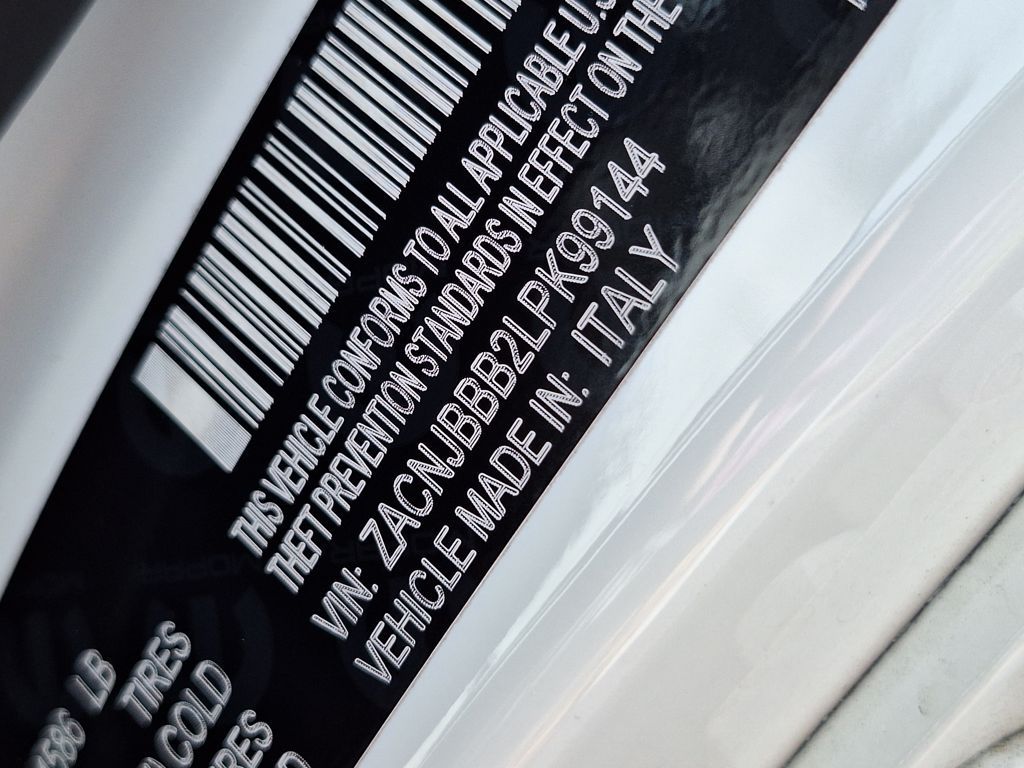 THIS VEHICLE CONFORMS TO ALL APPLICABLE U.S
THEFT PREVENTION STANDARDS IN EFFECT ON THE
VIN: ZACNJBBB2LPK99144
VEHICLE MADE IN: ITALY
LB
TIRES
COLD